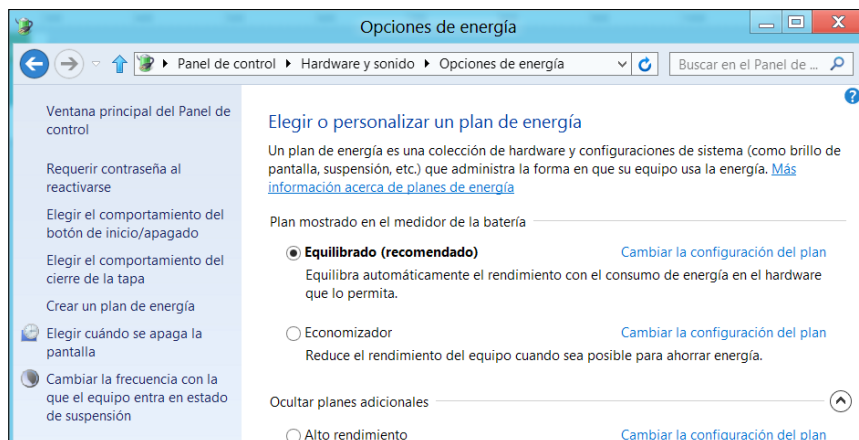 Opciones de energía
Panel de control Hardware y sonido Opciones de energía
Buscar en el Panel de ...
Ventana principal del Panel de
control
Requerir contraseña al
reactivarse
Elegir el comportamiento del
botón de inicio/apagado
Elegir el comportamiento del
cierre de la tapa
Crear un plan de energía
Elegir cuándo se apaga la
pantalla
Cambiar la frecuencia con la
que el equipo entra en estado
de suspensión
Elegir o personalizar un plan de energía
Un plan de energía es una colección de hardware y configuraciones de sistema (como brillo de
pantalla, suspensión, etc.) que administra la forma en que su equipo usa la energía. Más
información acerca de planes de energía
Plan mostrado en el medidor de la batería
Equilibrado (recomendado) Cambiar la configuración del plan
Equilibra automáticamente el rendimiento con el consumo de energía en el hardware
que lo permita.
Economizador Cambiar la configuración del plan
Reduce el rendimiento del equipo cuando sea posible para ahorrar energía.
Ocultar planes adicionales
Alto rendimiento Cambiar la configuración del plan